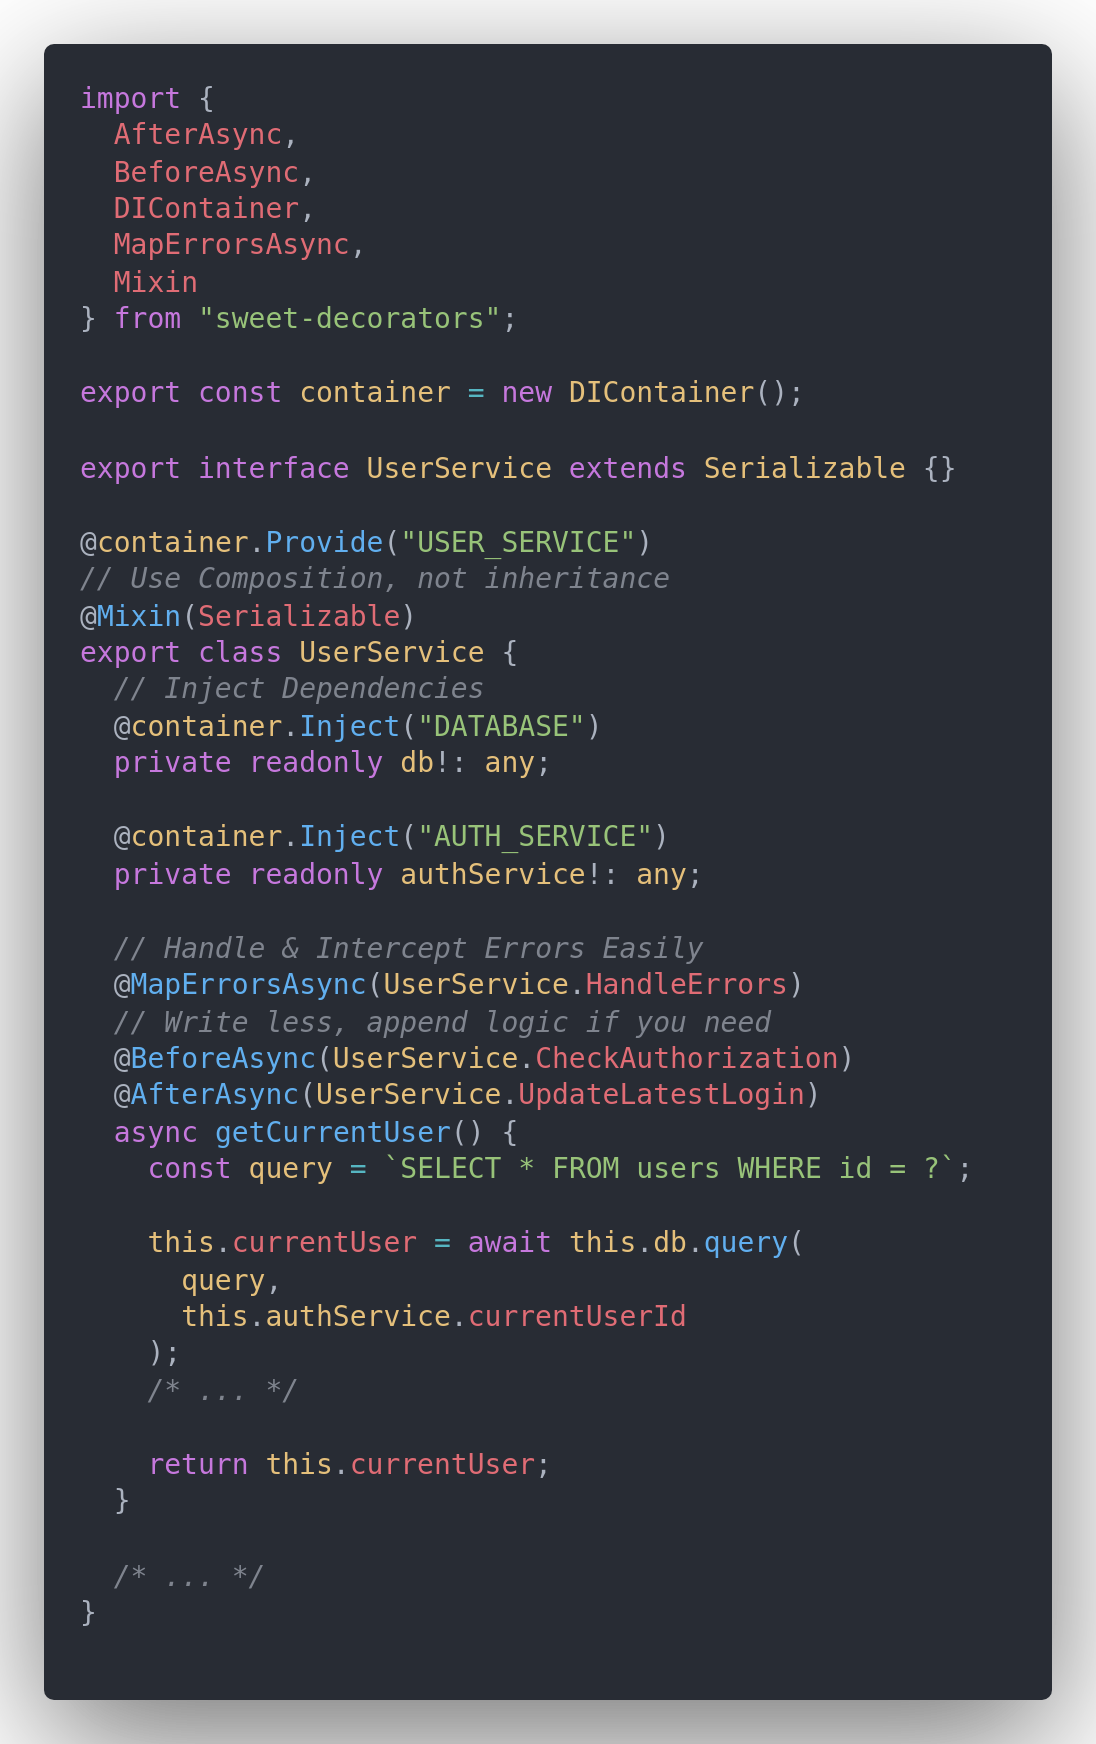 import {
  AfterAsync,
  BeforeAsync,
  DIContainer,
  MapErrorsAsync,
  Mixin
} from "sweet-decorators";

export const container = new DIContainer();

export interface UserService extends Serializable {}

@container.Provide("USER_SERVICE")
// Use Composition, not inheritance
@Mixin(Serializable)
export class UserService {
  // Inject Dependencies
  @container.Inject("DATABASE")
  private readonly db!: any;

  @container.Inject("AUTH_SERVICE")
  private readonly authService!: any;

  // Handle & Intercept Errors Easily
  @MapErrorsAsync(UserService.HandleErrors)
  // Write less, append logic if you need
  @BeforeAsync(UserService.CheckAuthorization)
  @AfterAsync(UserService.UpdateLatestLogin)
  async getCurrentUser() {
    const query = `SELECT * FROM users WHERE id = ?`;

    this.currentUser = await this.db.query(
      query,
      this.authService.currentUserId
    );
    /* ... */

    return this.currentUser;
  }

  /* ... */
}